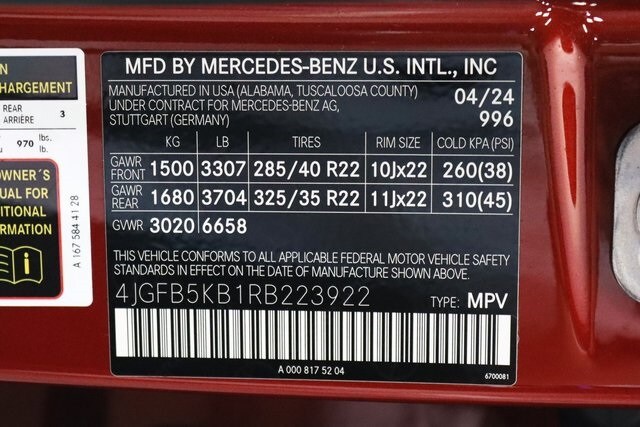 N
CHARGEMENT
REAR
ARRIÈRE 3
970 lbs.
lb.
OWNER´S
MANUAL FOR
ITIONAL
RMATION
i
A 167 584 41 28
MFD BY MERCEDES-BENZ U.S. INTL., INC
MANUFACTURED IN USA (ALABAMA, TUSCALOOSA COUNTY)
UNDER CONTRACT FOR MERCEDES-BENZ AG,
STUTTGART (GERMANY)
04/24
996
KG LB TIRES RIM SIZE COLD KPA (PSI)
GAWR FRONT 1500 3307 285/40 R22 10Jx22 260(38)
GAWR REAR 1680 3704 325/35 R22 11Jx22 310(45)
GVWR 3020 6658
THIS VEHICLE CONFORMS TO ALL APPLICABLE FEDERAL MOTOR VEHICLE SAFETY
STANDARDS IN EFFECT ON THE DATE OF MANUFACTURE SHOWN ABOVE.
4JGFB5KB1RB223922 TYPE: MPV
A 000 817 52 04
6700081